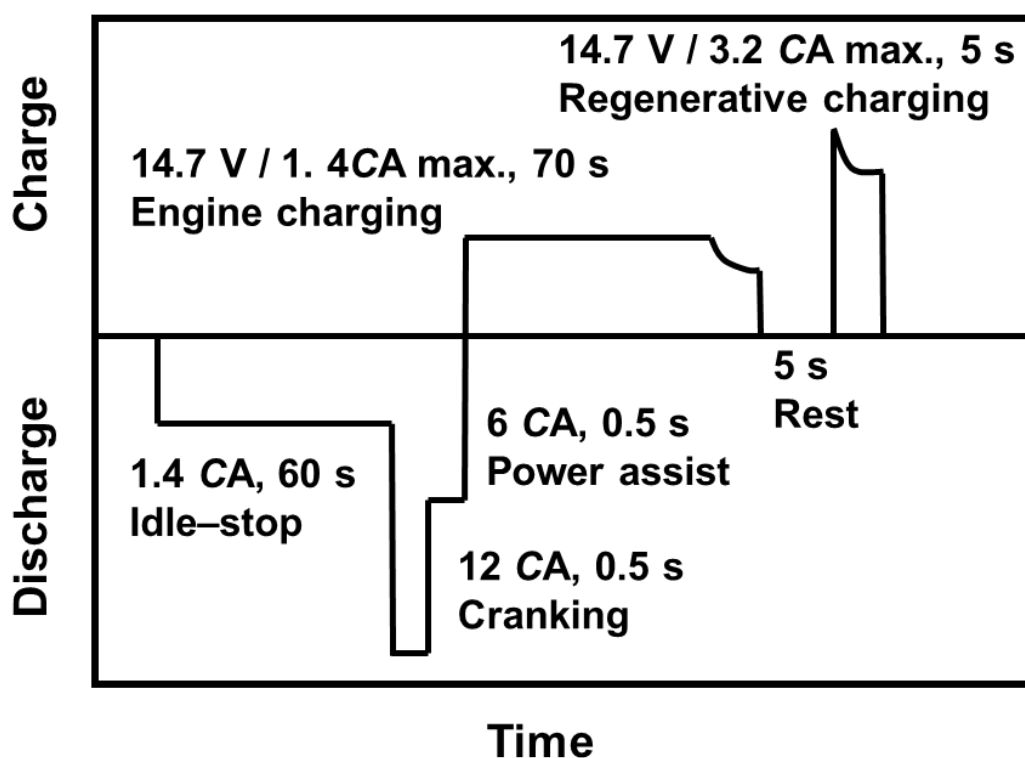 Charge
14.7 V / 3.2 CA max., 5 s
Regenerative charging
14.7 V / 1. 4CA max., 70 s
Engine charging
Discharge
1.4 CA, 60 s
Idle–stop
6 CA, 0.5 s
Power assist
12 CA, 0.5 s
Cranking
5 s
Rest
Time